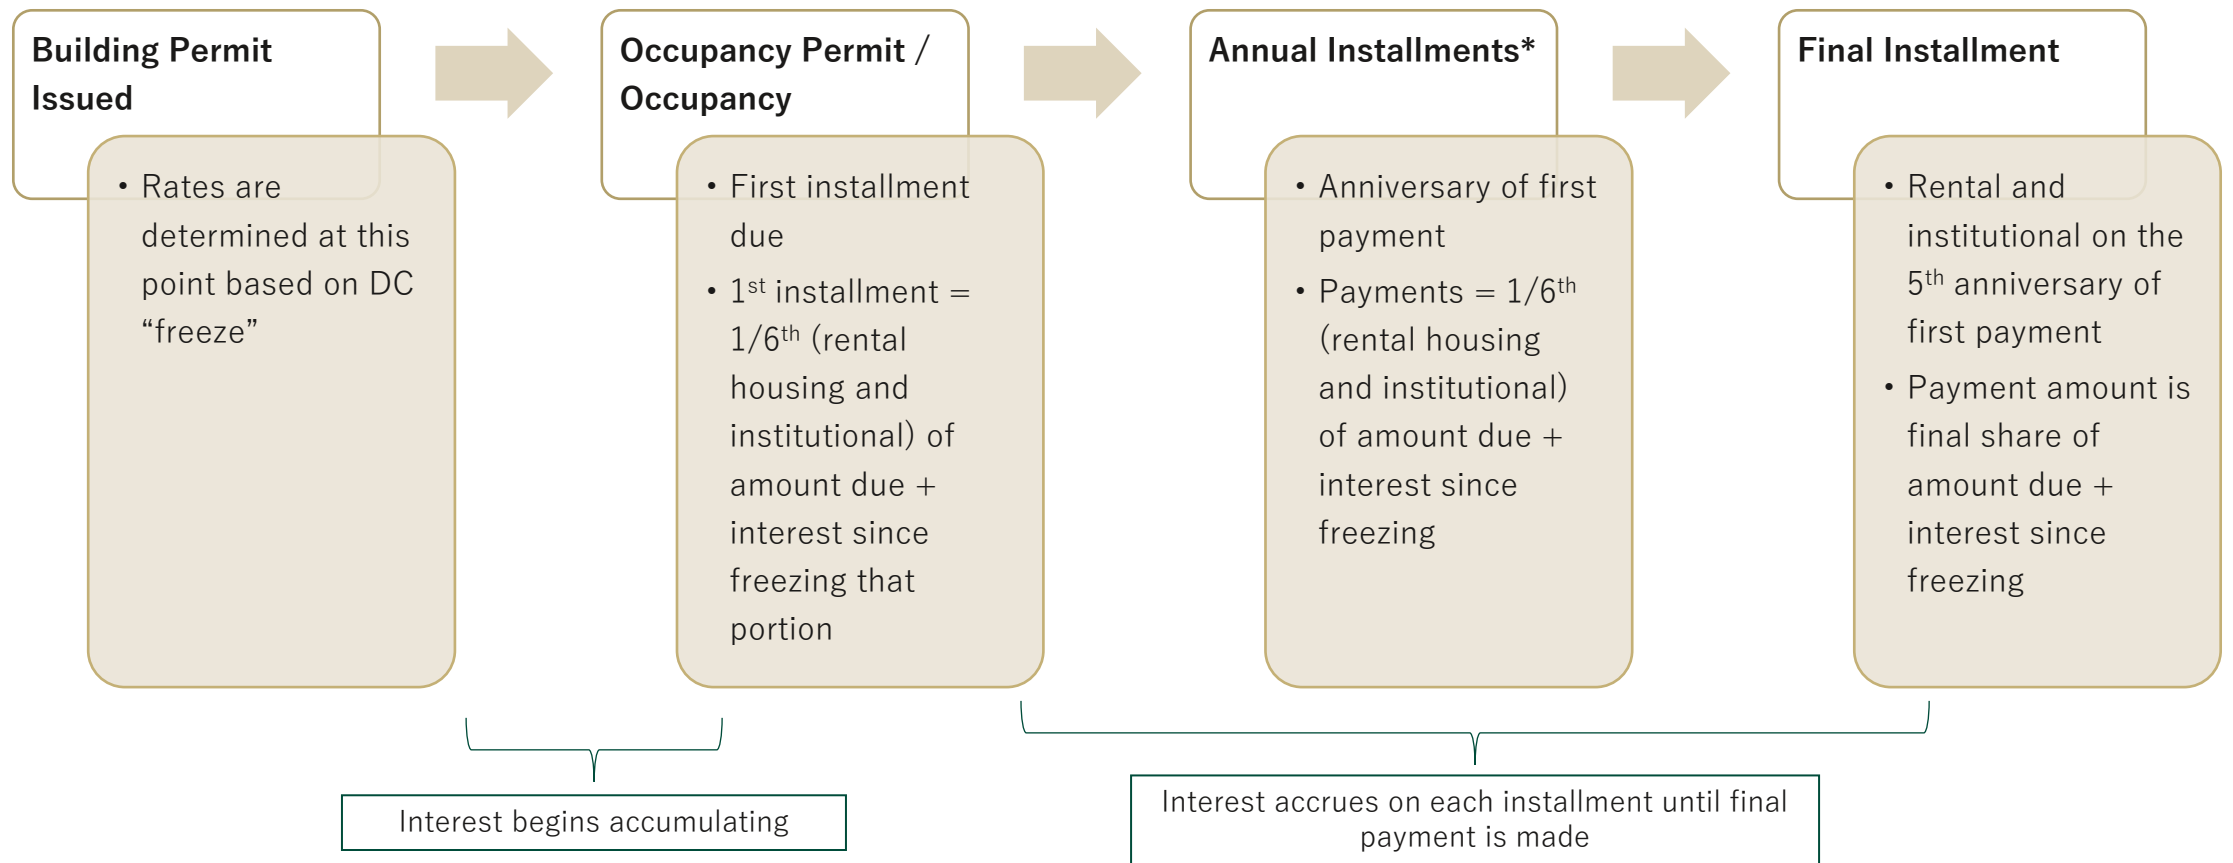 Building Permit
Issued
• Rates are
determined at this
point based on DC
“freeze”
Occupancy Permit /
Occupancy
• First installment
due
• 1st installment =
1/6th (rental
housing and
institutional) of
amount due +
interest since
freezing that
portion
Annual Installments*
• Anniversary of first
payment
• Payments = 1/6th
(rental housing
and institutional)
of amount due +
interest since
freezing
Final Installment
• Rental and
institutional on the
5th anniversary of
first payment
• Payment amount is
final share of
amount due +
interest since
freezing
Interest begins accumulating
Interest accrues on each installment until final
payment is made